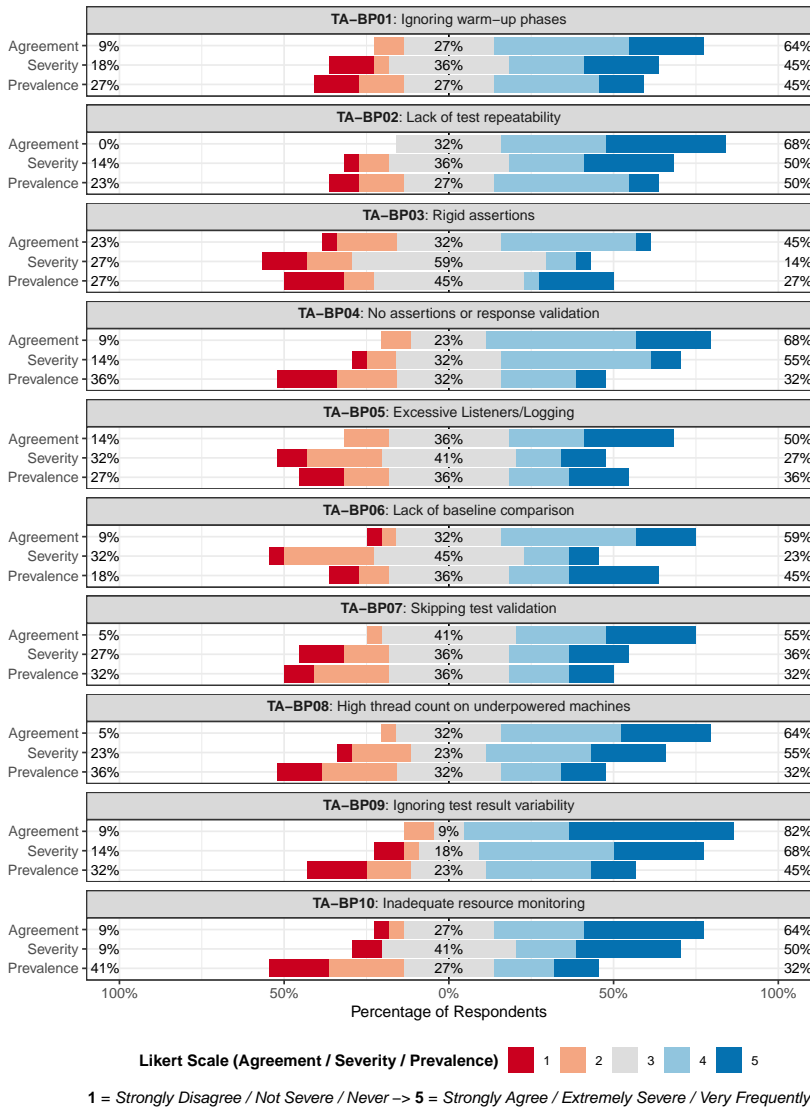 TA−BP01: Ignoring warm−up phases
Agreement 9% 27% 64%
Severity 18% 36% 45%
Prevalence 27% 27% 45%
TA−BP02: Lack of test repeatability
Agreement 0% 32% 68%
Severity 14% 36% 50%
Prevalence 23% 27% 50%
TA−BP03: Rigid assertions
Agreement 23% 32% 45%
Severity 27% 59% 14%
Prevalence 27% 45% 27%
TA−BP04: No assertions or response validation
Agreement 9% 23% 68%
Severity 14% 32% 55%
Prevalence 36% 32% 32%
TA−BP05: Excessive Listeners/Logging
Agreement 14% 36% 50%
Severity 32% 41% 27%
Prevalence 27% 36% 36%
TA−BP06: Lack of baseline comparison
Agreement 9% 32% 59%
Severity 32% 45% 23%
Prevalence 18% 36% 45%
TA−BP07: Skipping test validation
Agreement 5% 41% 55%
Severity 27% 36% 36%
Prevalence 32% 36% 32%
TA−BP08: High thread count on underpowered machines
Agreement 5% 32% 64%
Severity 23% 23% 55%
Prevalence 36% 32% 32%
TA−BP09: Ignoring test result variability
Agreement 9% 9% 82%
Severity 14% 18% 68%
Prevalence 32% 23% 45%
TA−BP10: Inadequate resource monitoring
Agreement 9% 27% 64%
Severity 9% 41% 50%
Prevalence 41% 27% 32%
100% 50% 0% 50% 100%
Percentage of Respondents
Likert Scale (Agreement / Severity / Prevalence) 1 2 3 4 5
1 = Strongly Disagree / Not Severe / Never −> 5 = Strongly Agree / Extremely Severe / Very Frequently